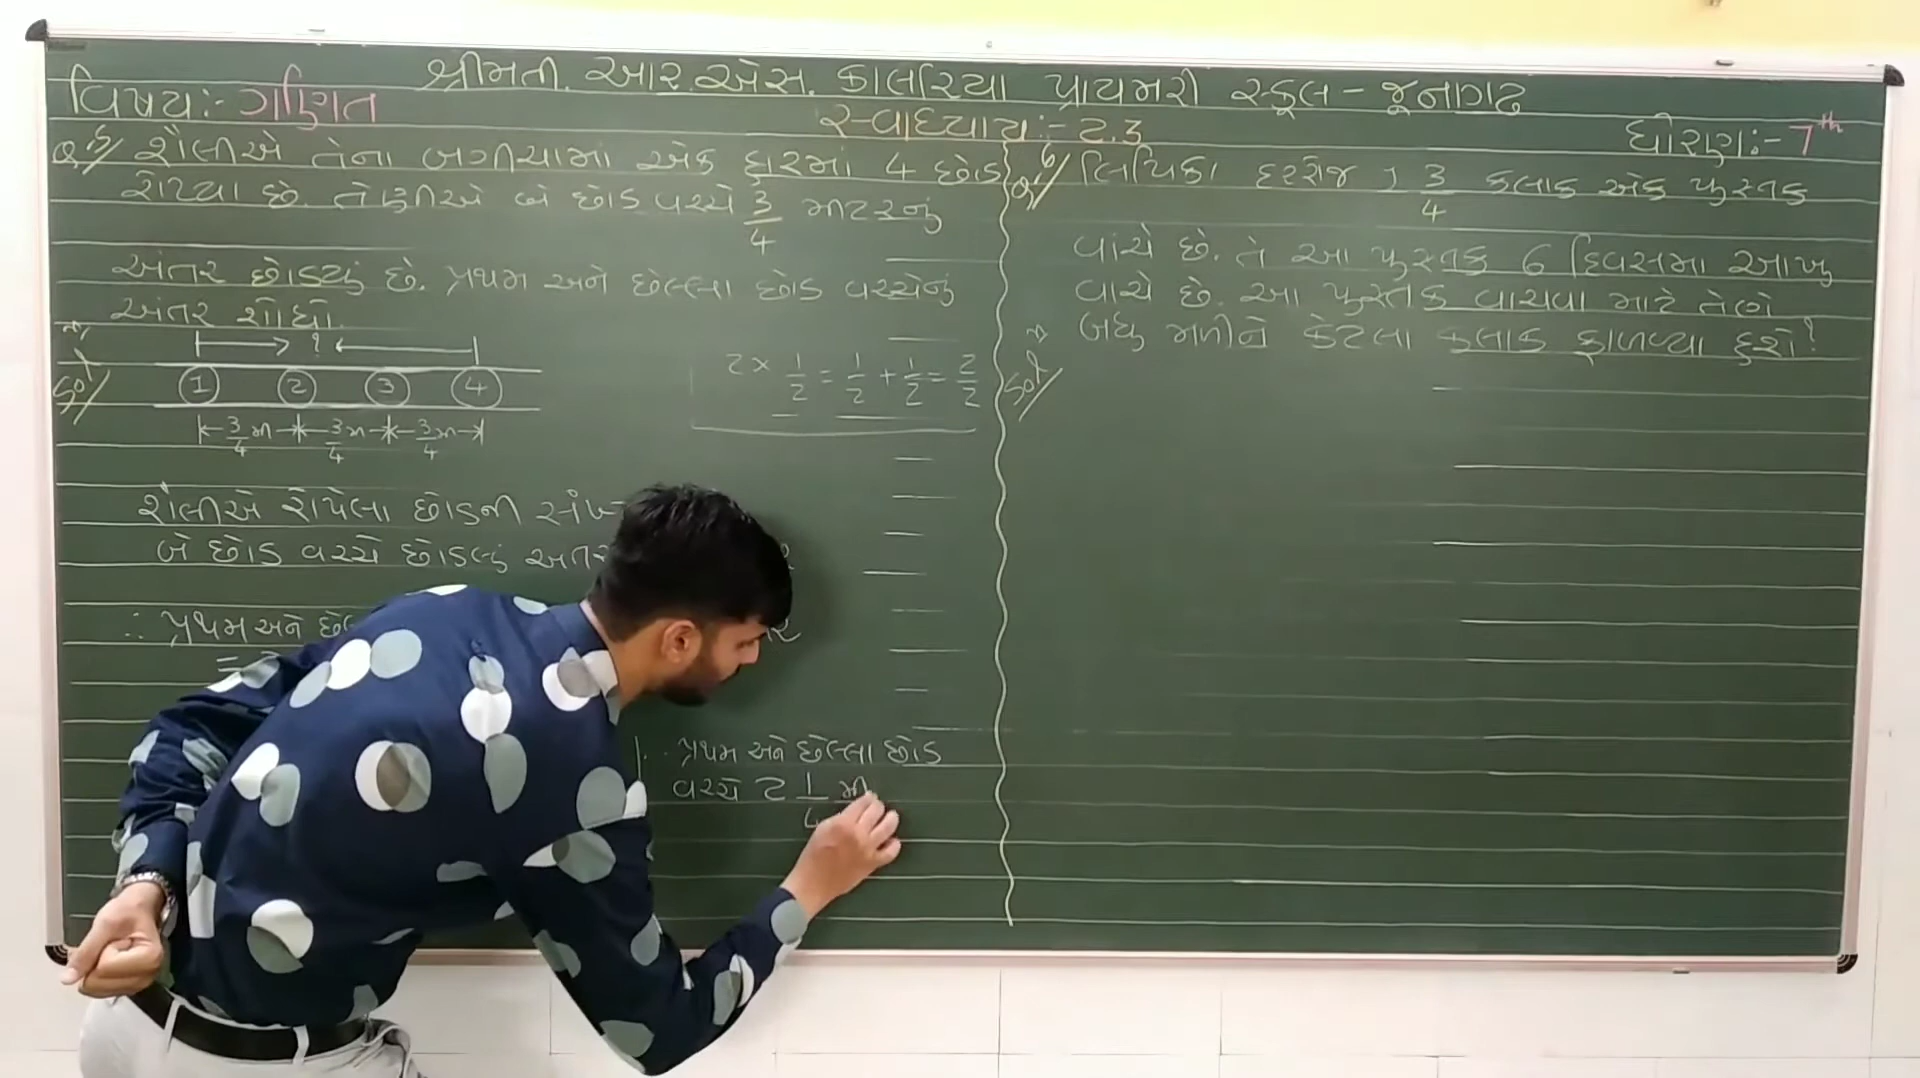 શ્રીમતી. આર. એસ. કાલરિયા પ્રાયમરી સ્કૂલ - જૂનાગઢ
વિષય:- ગણિત
સ્વાધ્યાય:- 2.3
ધોરણ:- 7th
Q.5/ શૈલીએ તેના બગીચામાં એક હારમાં 4 છોડ
રોપ્યા છે. તેણીએ બે છોડ વચ્ચે 3/4 મીટરનું
અંતર છોડ્યું છે. પ્રથમ અને છેલ્લા છોડ વચ્ચેનું
અંતર શોધો.
?
Sol/ 1 2 3 4
3/4 m 3/4 m 3/4 m
2 × 1/2 = 1/2 + 1/2 = 2/2
શૈલીએ રોપેલા છોડની
બે છોડ વચ્ચે છોડેલું
∴ પ્રથમ અને
=
∴ પ્રથમ અને છેલ્લા છોડ
વચ્ચે 2 1/4 મી
Q.6/ લિપિકા દરરોજ 1 3/4 કલાક એક પુસ્તક
વાંચે છે. તે આ પુસ્તક 6 દિવસમા આખુ
વાચે છે. આ પુસ્તક વાચવા માટે તેણે
બધુ મળીને કેટલા કલાક ફાળવ્યા હશે?
⇒ Sol/